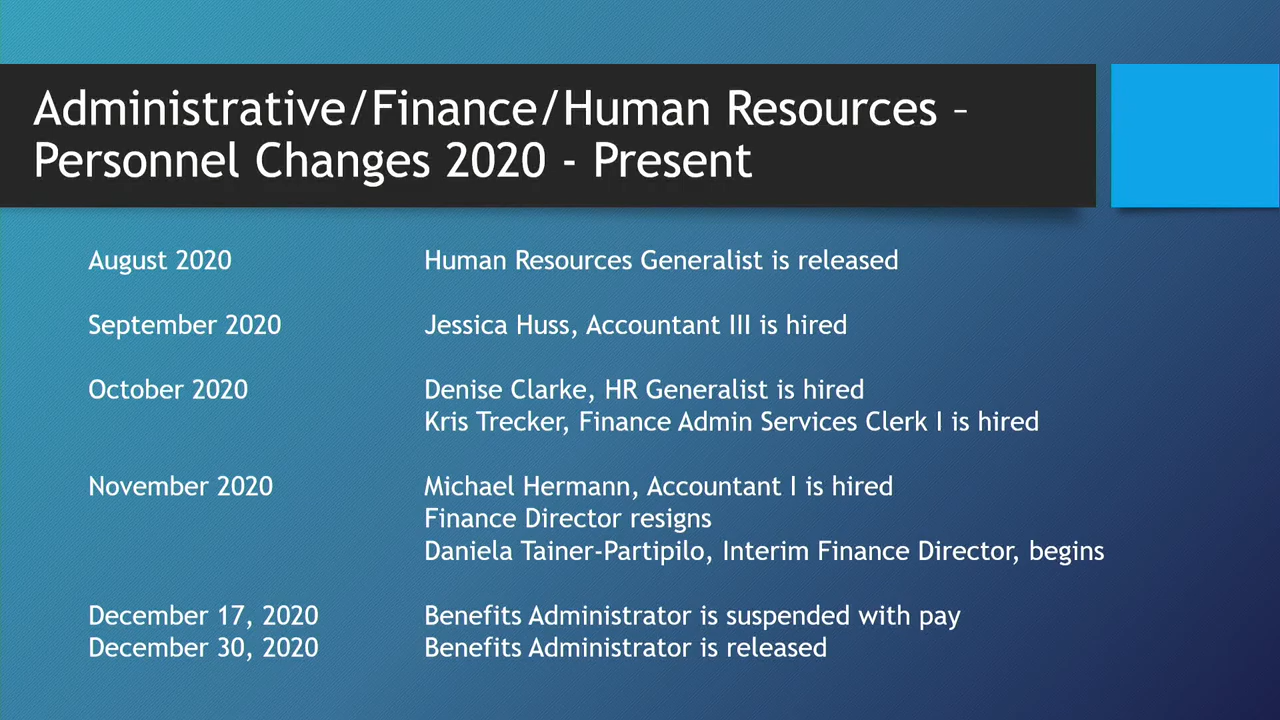 Administrative/Finance/Human Resources –
Personnel Changes 2020 - Present
August 2020 Human Resources Generalist is released
September 2020 Jessica Huss, Accountant III is hired
October 2020 Denise Clarke, HR Generalist is hired
Kris Trecker, Finance Admin Services Clerk I is hired
November 2020 Michael Hermann, Accountant I is hired
Finance Director resigns
Daniela Tainer-Partipilo, Interim Finance Director, begins
December 17, 2020 Benefits Administrator is suspended with pay
December 30, 2020 Benefits Administrator is released